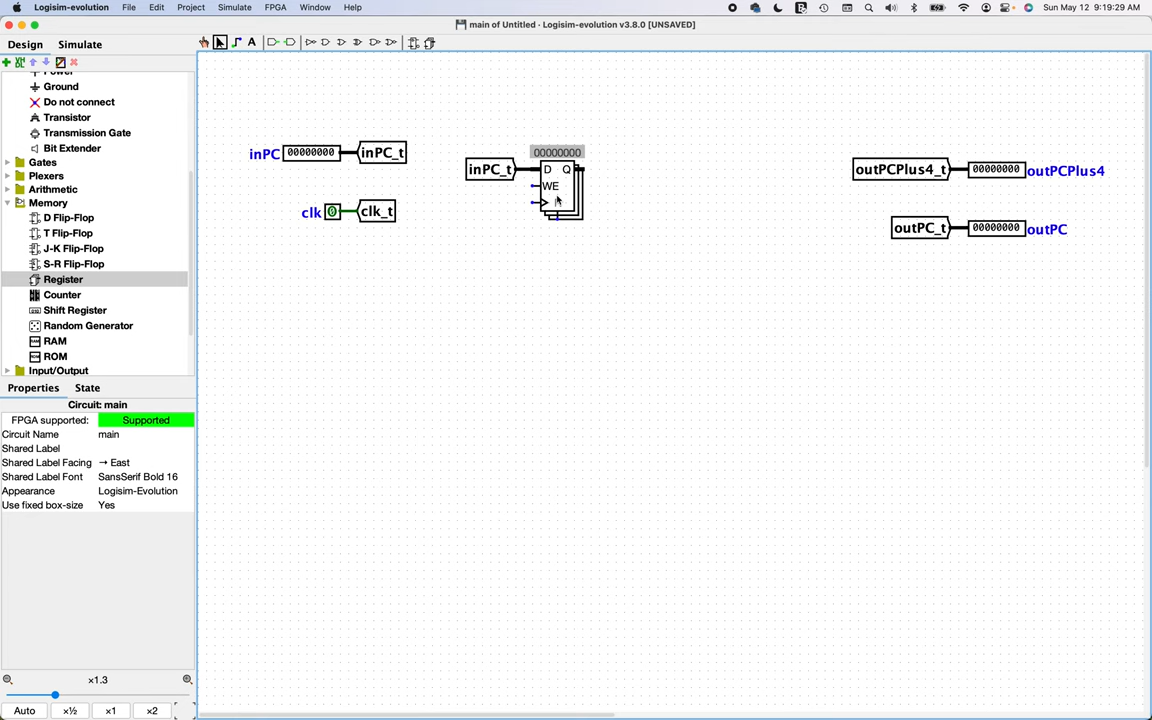 Logisim-evolution File Edit Project Simulate FPGA Window Help Sun May 12 9:19:29 AM
main of Untitled · Logisim-evolution v3.8.0 [UNSAVED]
Design Simulate
A
Power
Ground
Do not connect
Transistor
Transmission Gate
Bit Extender
Gates
Plexers
Arithmetic
Memory
D Flip-Flop
T Flip-Flop
J-K Flip-Flop
S-R Flip-Flop
Register
Counter
Shift Register
Random Generator
RAM
ROM
Input/Output
Properties State
Circuit: main
FPGA supported: Supported
Circuit Name main
Shared Label
Shared Label Facing → East
Shared Label Font SansSerif Bold 16
Appearance Logisim-Evolution
Use fixed box-size Yes
x1.3
Auto x½ x1 x2
inPC 00000000 inPC_t
clk 0 clk_t
00000000
inPC_t D Q
WE
outPCPlus4_t 00000000 outPCPlus4
outPC_t 00000000 outPC